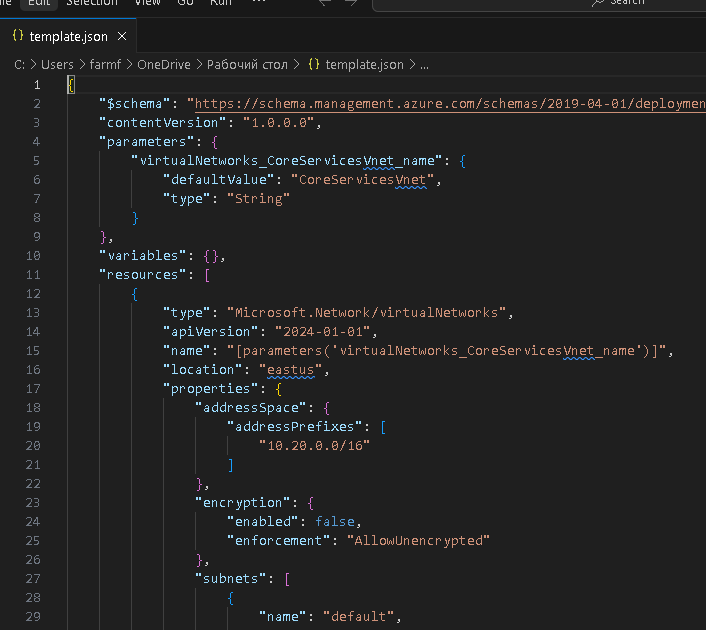 Edit Selection View Go Run ... Search
{} template.json ×
C: > Users > farmf > OneDrive > Рабочий стол > {} template.json > ...
1 {
2 "$schema": "https://schema.management.azure.com/schemas/2019-04-01/deploymen
3 "contentVersion": "1.0.0.0",
4 "parameters": {
5 "virtualNetworks_CoreServicesVnet_name": {
6 "defaultValue": "CoreServicesVnet",
7 "type": "String"
8 }
9 },
10 "variables": {},
11 "resources": [
12 {
13 "type": "Microsoft.Network/virtualNetworks",
14 "apiVersion": "2024-01-01",
15 "name": "[parameters('virtualNetworks_CoreServicesVnet_name')]",
16 "location": "eastus",
17 "properties": {
18 "addressSpace": {
19 "addressPrefixes": [
20 "10.20.0.0/16"
21 ]
22 },
23 "encryption": {
24 "enabled": false,
25 "enforcement": "AllowUnencrypted"
26 },
27 "subnets": [
28 {
29 "name": "default",